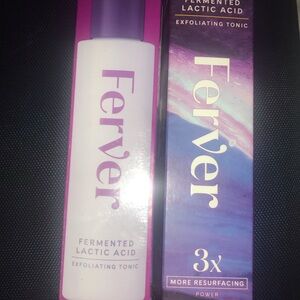 Ferver
FERMENTED
LACTIC ACID
EXFOLIATING TONIC
FERMENTED
LACTIC ACID
EXFOLIATING TONIC
Ferver
3x
MORE RESURFACING
POWER